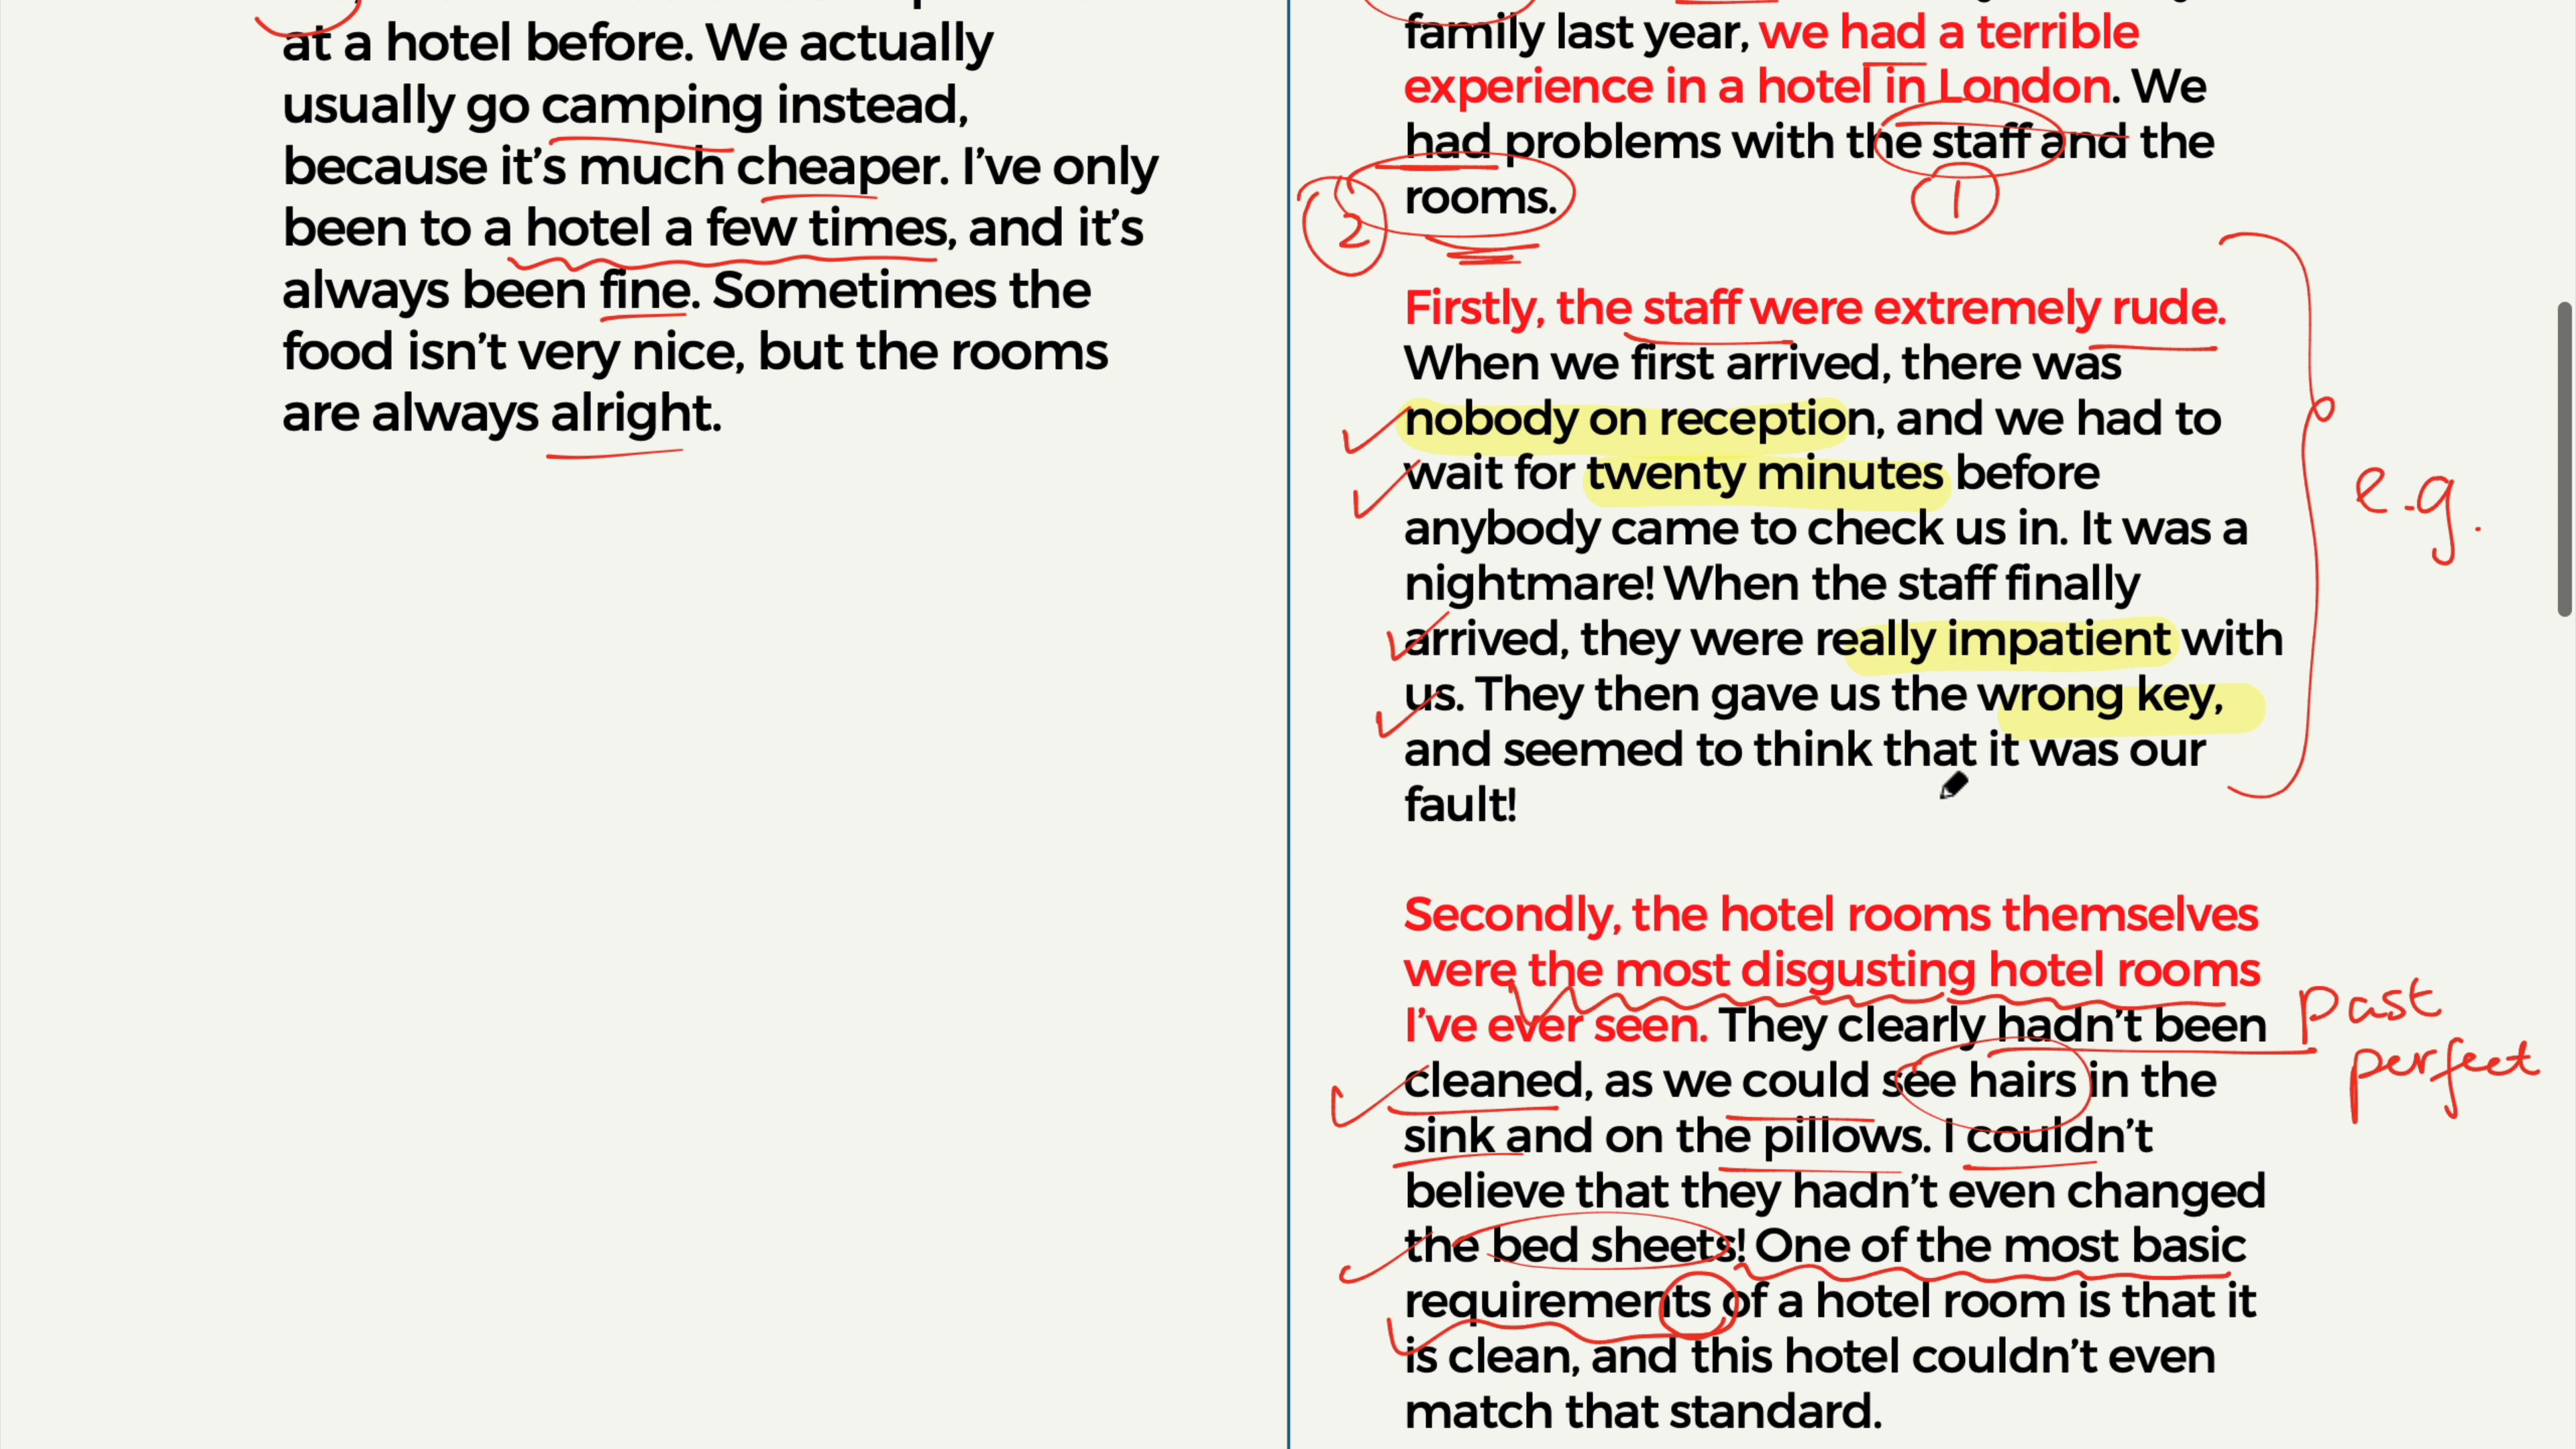 at a hotel before. We actually
usually go camping instead,
because it's much cheaper. I've only
been to a hotel a few times, and it's
always been fine. Sometimes the
food isn't very nice, but the rooms
are always alright.
family last year, we had a terrible
experience in a hotel in London. We
had problems with the staff and the
rooms.
1
2
Firstly, the staff were extremely rude.
When we first arrived, there was
nobody on reception, and we had to
wait for twenty minutes before
anybody came to check us in. It was a
nightmare! When the staff finally
arrived, they were really impatient with
us. They then gave us the wrong key,
and seemed to think that it was our
fault!
e.g.
Secondly, the hotel rooms themselves
were the most disgusting hotel rooms
I've ever seen. They clearly hadn't been
cleaned, as we could see hairs in the
sink and on the pillows. I couldn't
believe that they hadn't even changed
the bed sheets! One of the most basic
requirements of a hotel room is that it
is clean, and this hotel couldn't even
match that standard.
past
perfect